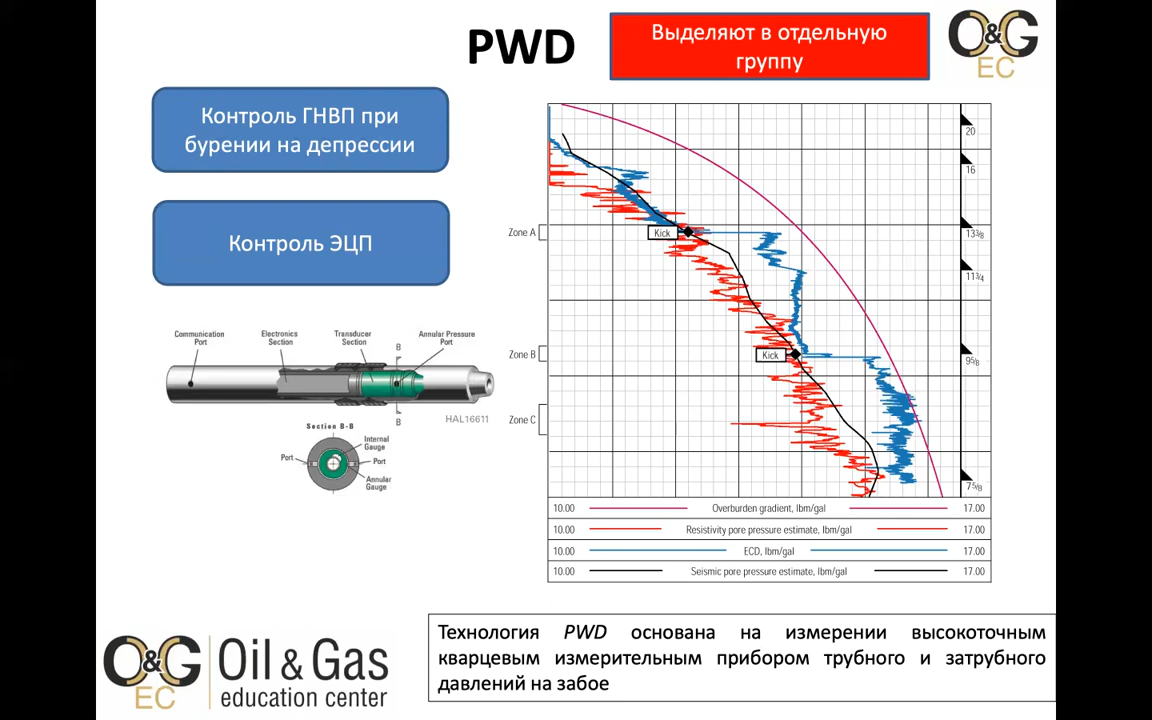 PWD
Выделяют в отдельную
группу
O&G
EC
Контроль ГНВП при
бурении на депрессии
Контроль ЭЦП
Communication
Port
Electronics
Section
Transducer
Section
Annular Pressure
Port
B
B
HAL16611
Section B-B
Internal
Gauge
Port
Port
Annular
Gauge
Zone A
Zone B
Zone C
Kick
Kick
20
16
13 3/8
11 3/4
9 5/8
7 5/8
10.00 Overburden gradient, lbm/gal 17.00
10.00 Resistivity pore pressure estimate, lbm/gal 17.00
10.00 ECD, lbm/gal 17.00
10.00 Seismic pore pressure estimate, lbm/gal 17.00
Технология PWD основана на измерении высокоточным
кварцевым измерительным прибором трубного и затрубного
давлений на забое
O&G
EC
Oil & Gas
education center